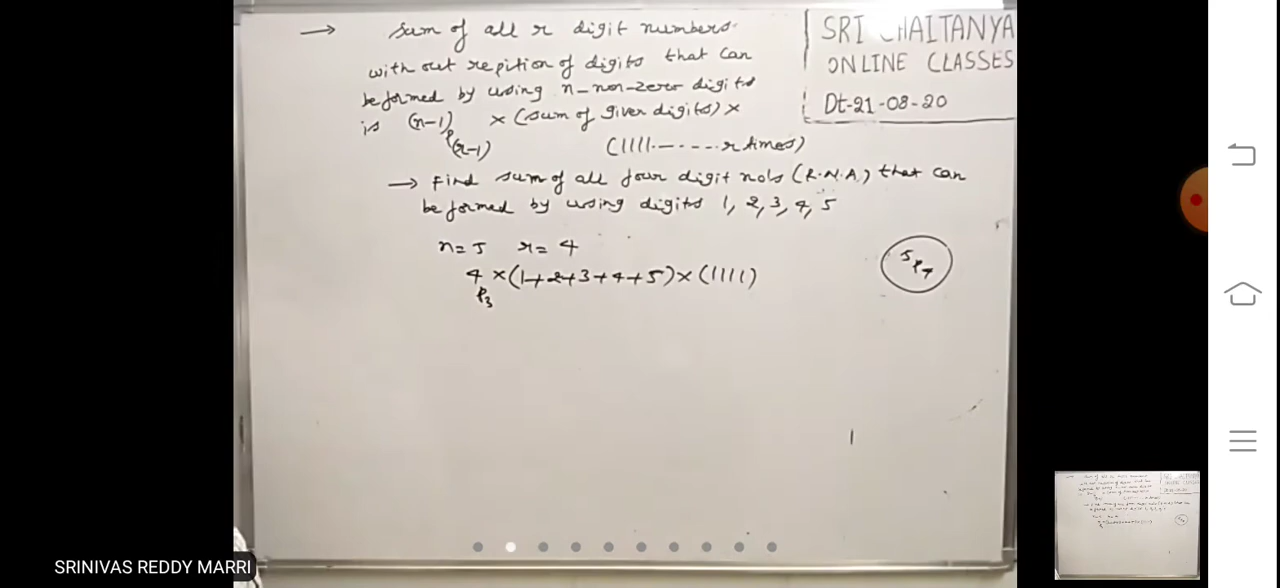 → Sum of all r digit numbers
with out repition of digits that can
be formed by using n-non-zero digits
is (n-1)P(r-1) × (sum of given digits) ×
(1111------r times)
→ Find sum of all four digit no's (R.N.A.) that can
be formed by using digits 1, 2, 3, 4, 5
n=5 r=4
4P3 ×(1+2+3+4+5)×(1111)
SRI CHAITANYA
ONLINE CLASSES
Dt-21-08-20
5P4
1
SRINIVAS REDDY MARRI